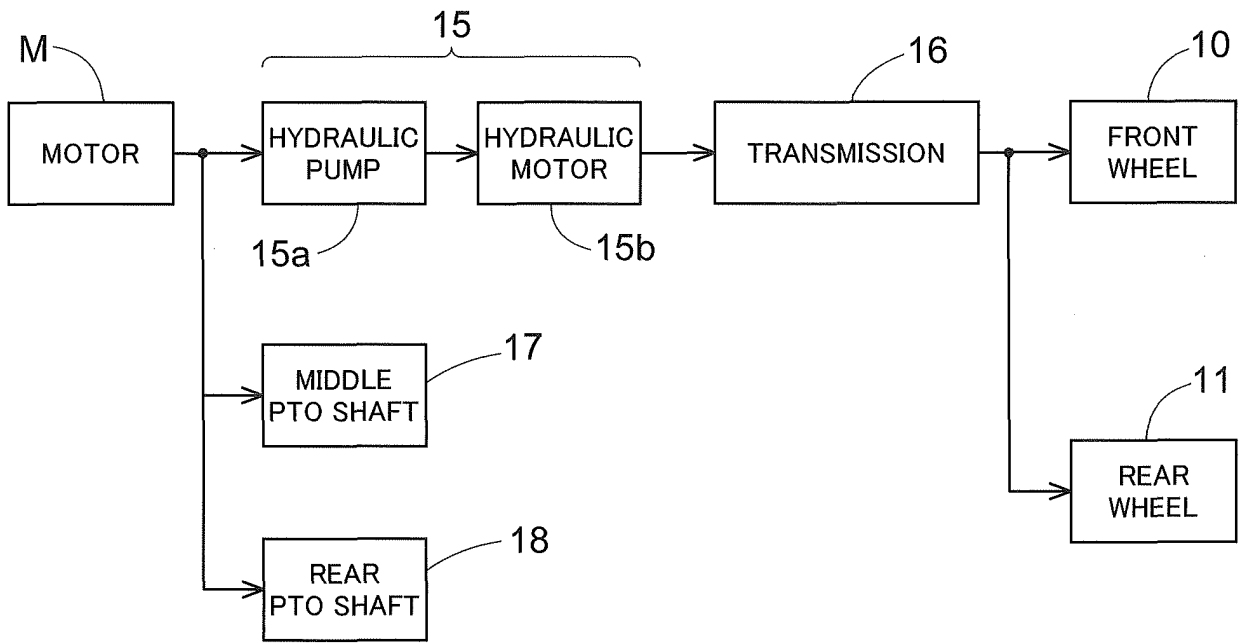 15
M
16
10
MOTOR
HYDRAULIC
PUMP
HYDRAULIC
MOTOR
TRANSMISSION
FRONT
WHEEL
15a
15b
17
MIDDLE
PTO SHAFT
11
REAR
WHEEL
18
REAR
PTO SHAFT